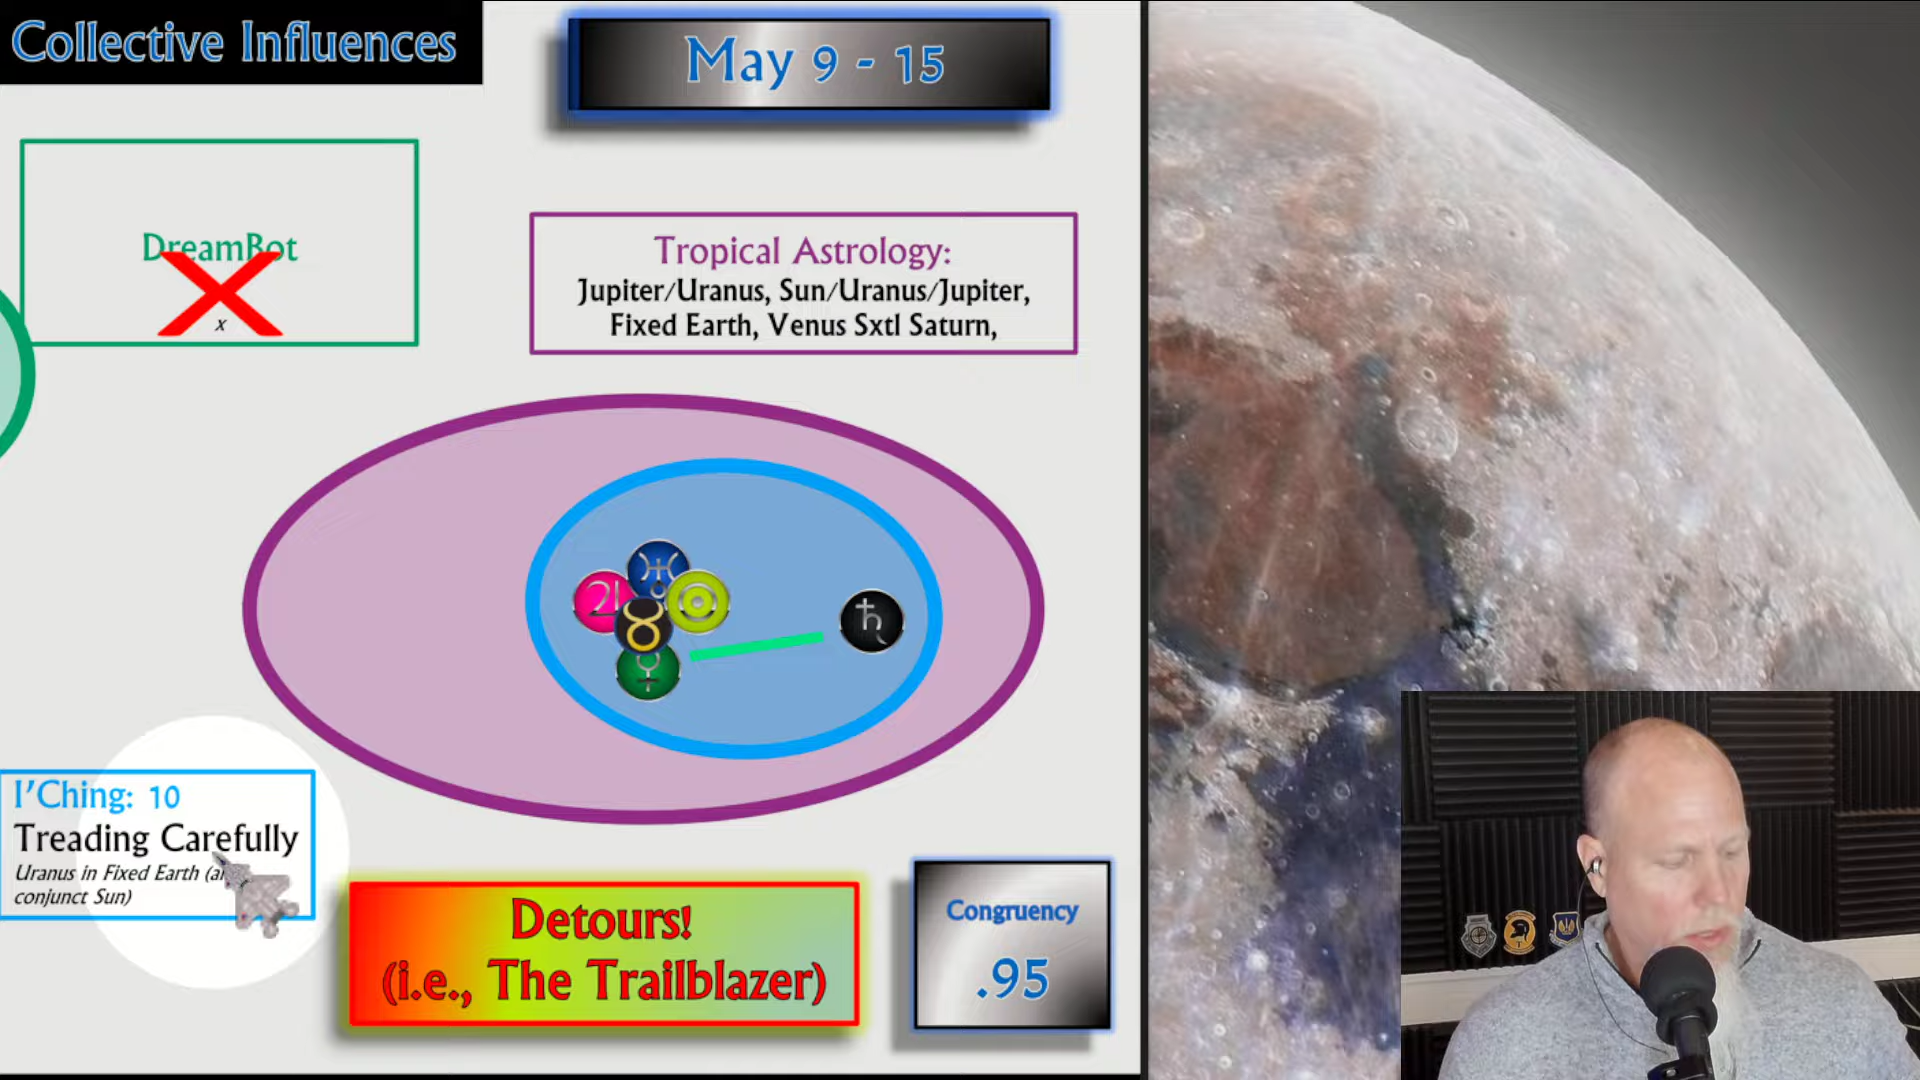 Collective Influences
May 9 - 15
DreamBot
x
Tropical Astrology:
Jupiter/Uranus, Sun/Uranus/Jupiter,
Fixed Earth, Venus Sxtl Saturn,
I'Ching: 10
Treading Carefully
Uranus in Fixed Earth (a
conjunct Sun)
Detours!
(i.e., The Trailblazer)
Congruency
.95